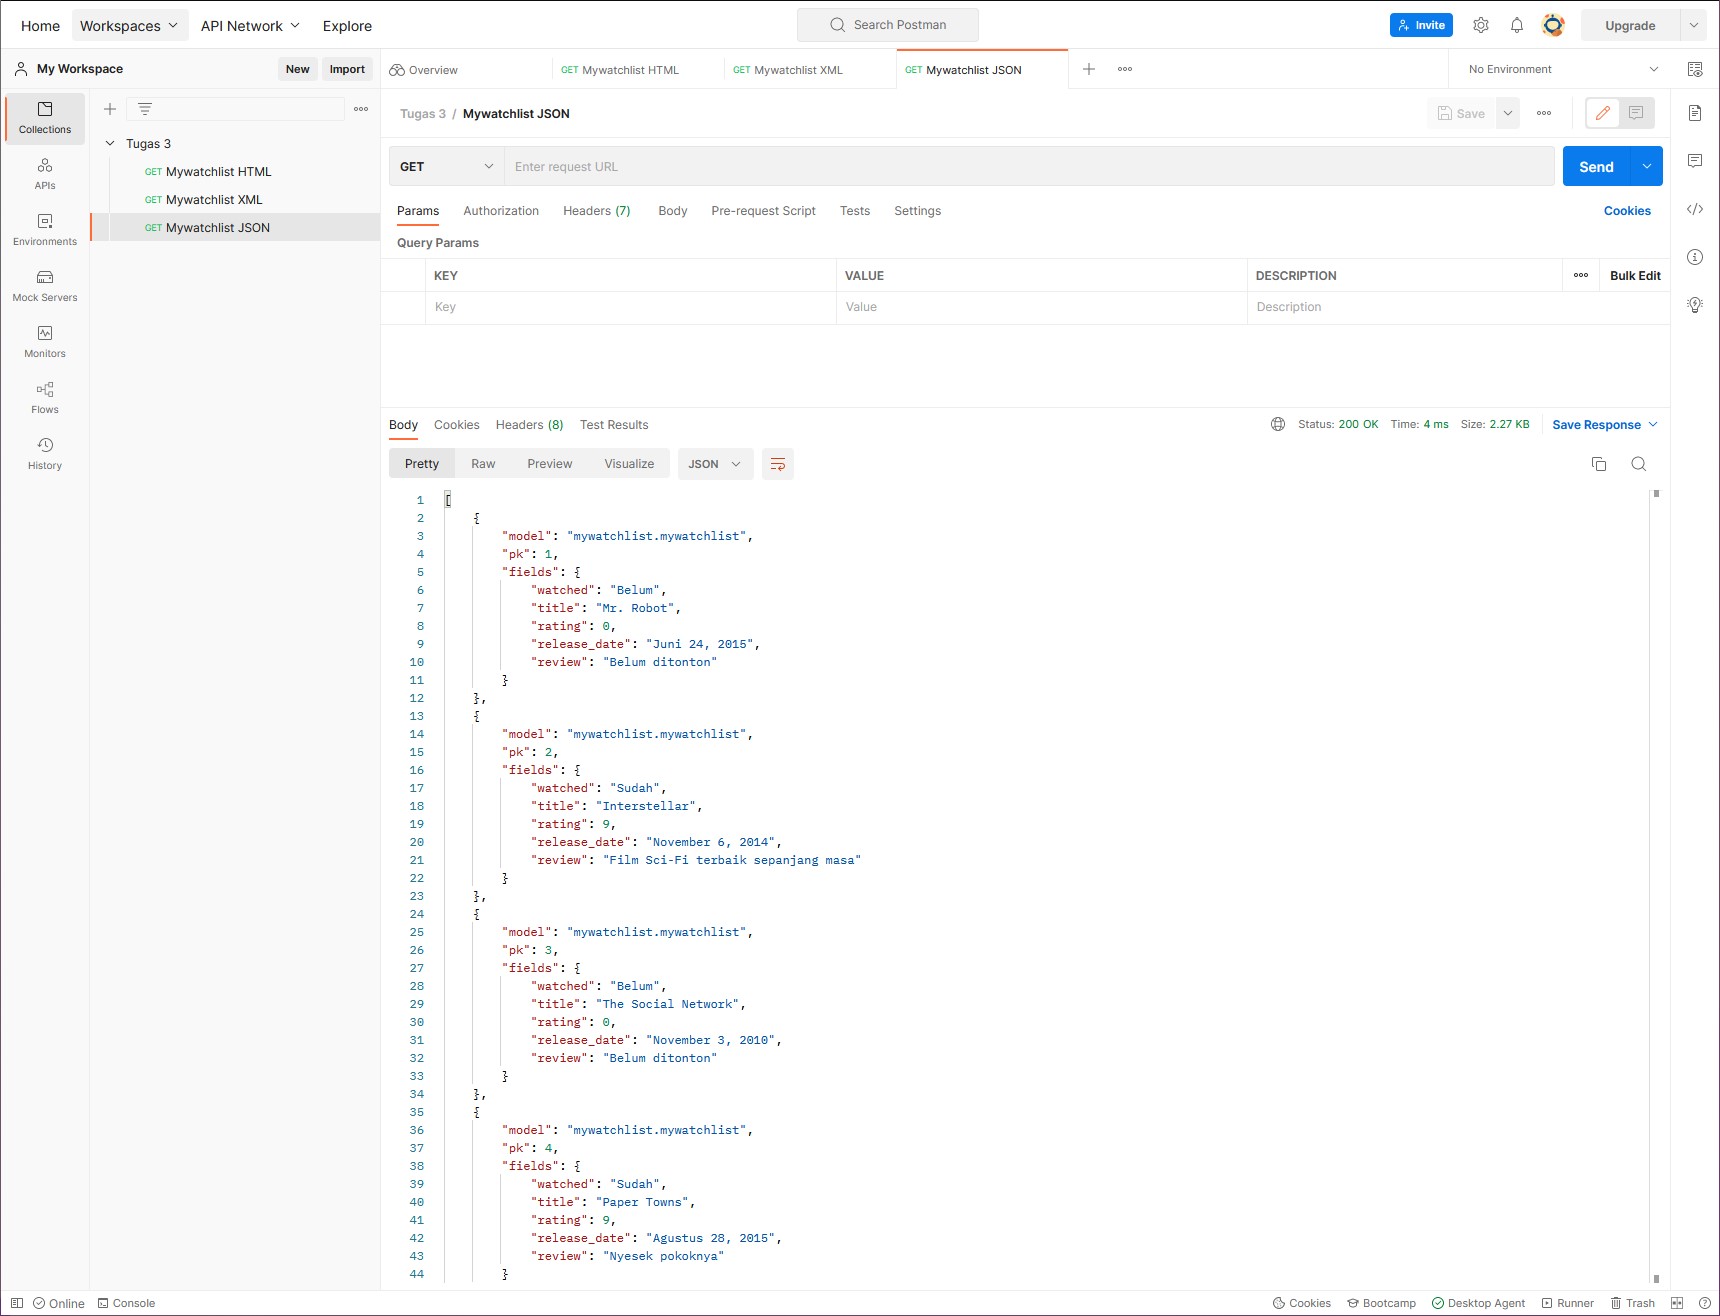 Home Workspaces API Network Explore Search Postman Invite Upgrade
My Workspace New Import Overview GET Mywatchlist HTML GET Mywatchlist XML GET Mywatchlist JSON No Environment
Collections
APIs
Environments
Mock Servers
Monitors
Flows
History
Tugas 3
GET Mywatchlist HTML
GET Mywatchlist XML
GET Mywatchlist JSON
Tugas 3 / Mywatchlist JSON Save
GET Enter request URL Send
Params Authorization Headers (7) Body Pre-request Script Tests Settings Cookies
Query Params
KEY VALUE DESCRIPTION Bulk Edit
Key Value Description
Body Cookies Headers (8) Test Results Status: 200 OK Time: 4 ms Size: 2.27 KB Save Response
Pretty Raw Preview Visualize JSON
1 [
2 {
3 "model": "mywatchlist.mywatchlist",
4 "pk": 1,
5 "fields": {
6 "watched": "Belum",
7 "title": "Mr. Robot",
8 "rating": 0,
9 "release_date": "Juni 24, 2015",
10 "review": "Belum ditonton"
11 }
12 },
13 {
14 "model": "mywatchlist.mywatchlist",
15 "pk": 2,
16 "fields": {
17 "watched": "Sudah",
18 "title": "Interstellar",
19 "rating": 9,
20 "release_date": "November 6, 2014",
21 "review": "Film Sci-Fi terbaik sepanjang masa"
22 }
23 },
24 {
25 "model": "mywatchlist.mywatchlist",
26 "pk": 3,
27 "fields": {
28 "watched": "Belum",
29 "title": "The Social Network",
30 "rating": 0,
31 "release_date": "November 3, 2010",
32 "review": "Belum ditonton"
33 }
34 },
35 {
36 "model": "mywatchlist.mywatchlist",
37 "pk": 4,
38 "fields": {
39 "watched": "Sudah",
40 "title": "Paper Towns",
41 "rating": 9,
42 "release_date": "Agustus 28, 2015",
43 "review": "Nyesek pokoknya"
44 }
Online Console Cookies Bootcamp Desktop Agent Runner Trash